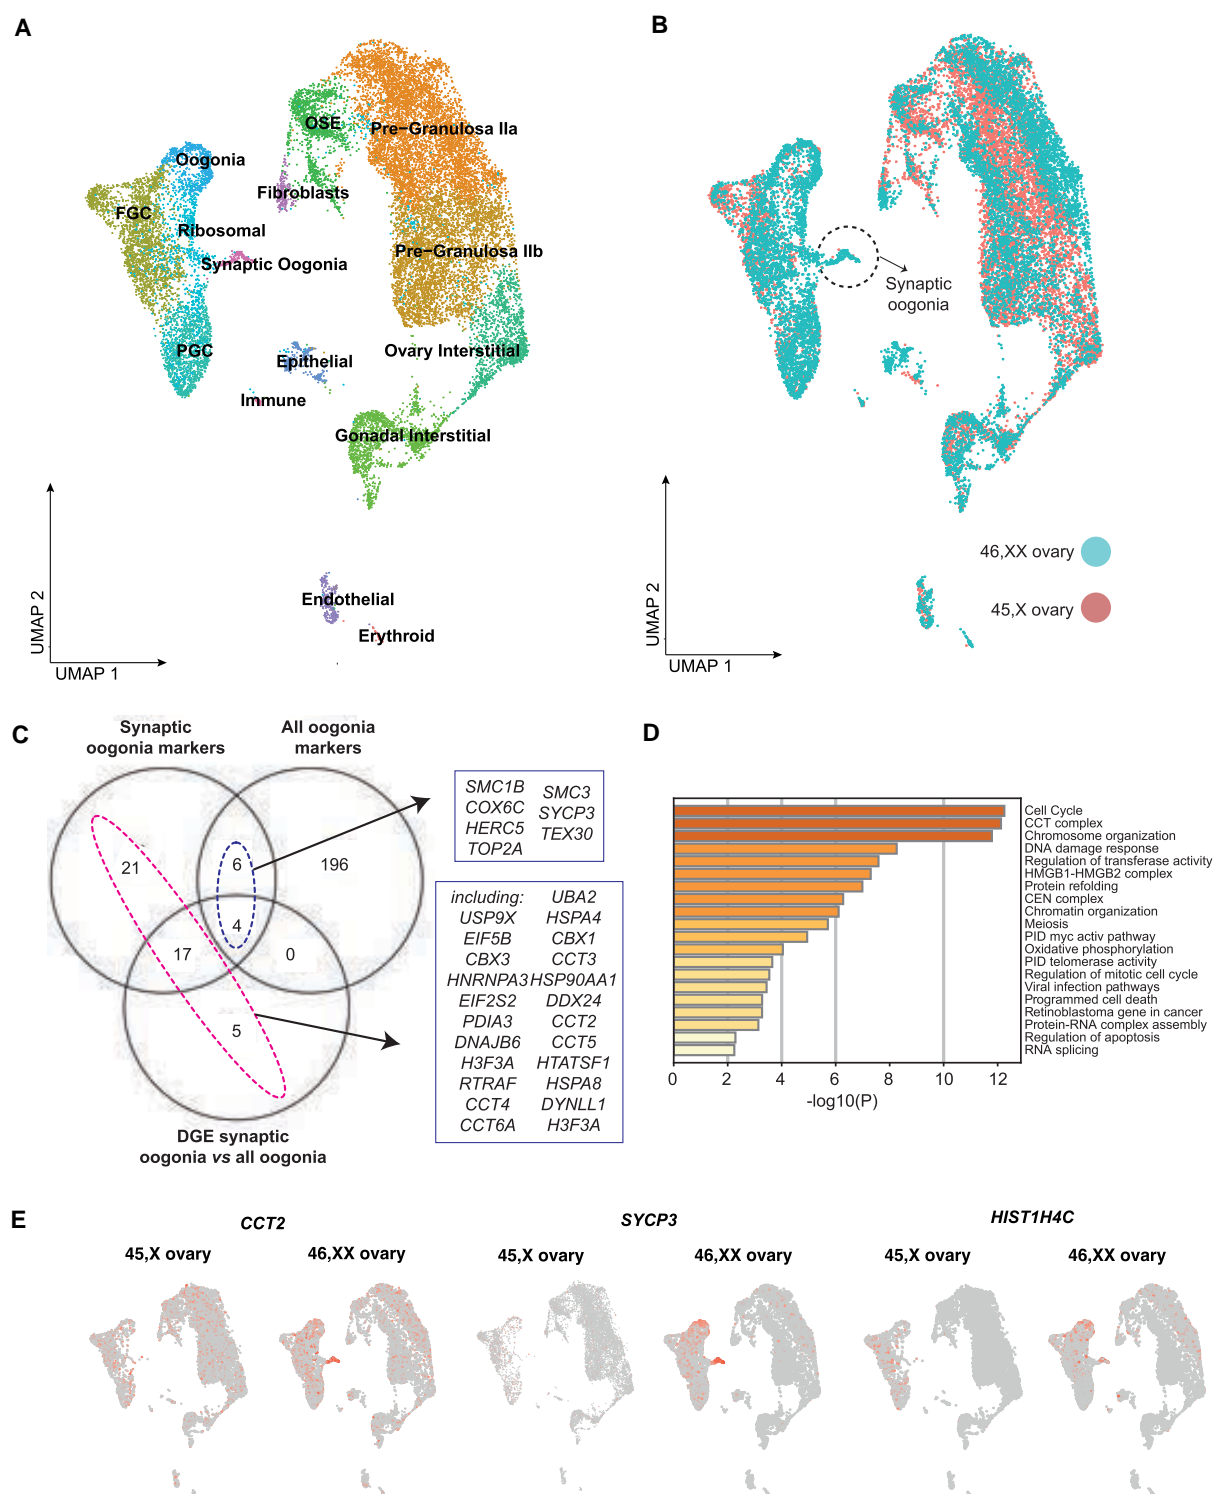 A
B
OSE
Pre−Granulosa IIa
Oogonia
Fibroblasts
FGC
Ribosomal
Pre−Granulosa IIb
Synaptic Oogonia
PGC
Epithelial
Ovary Interstitial
Immune
Gonadal Interstitial
Endothelial
Erythroid
UMAP 2
UMAP 1
Synaptic
oogonia
46,XX ovary
45,X ovary
UMAP 2
UMAP 1
C
D
Synaptic
oogonia markers
All oogonia
markers
21
6
196
4
17
0
5
DGE synaptic
oogonia vs all oogonia
SMC1B
COX6C
HERC5
TOP2A
SMC3
SYCP3
TEX30
including: UBA2
USP9X HSPA4
EIF5B CBX1
CBX3 CCT3
HNRNPA3 HSP90AA1
EIF2S2 DDX24
PDIA3 CCT2
DNAJB6 CCT5
H3F3A HTATSF1
RTRAF HSPA8
CCT4 DYNLL1
CCT6A H3F3A
Cell Cycle
CCT complex
Chromosome organization
DNA damage response
Regulation of transferase activity
HMGB1-HMGB2 complex
Protein refolding
CEN complex
Chromatin organization
Meiosis
PID myc activ pathway
Oxidative phosphorylation
PID telomerase activity
Regulation of mitotic cell cycle
Viral infection pathways
Programmed cell death
Retinoblastoma gene in cancer
Protein-RNA complex assembly
Regulation of apoptosis
RNA splicing
0 2 4 6 8 10 12
-log10(P)
E
CCT2
SYCP3
HIST1H4C
45,X ovary
46,XX ovary
45,X ovary
46,XX ovary
45,X ovary
46,XX ovary